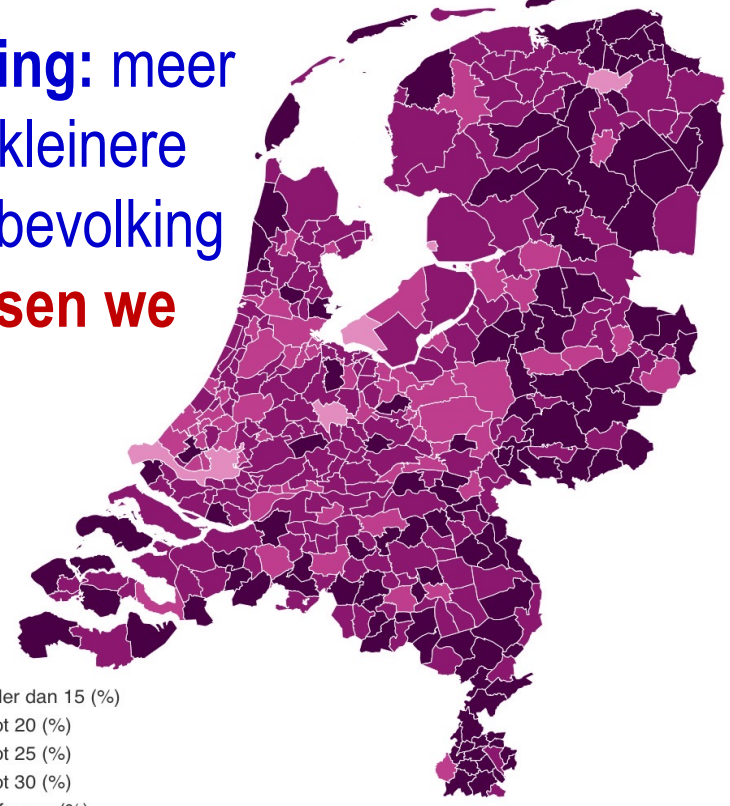 ing: meer
kleinere
bevolking
sen we
der dan 15 (%)
ot 20 (%)
ot 25 (%)
ot 30 (%)
(%)